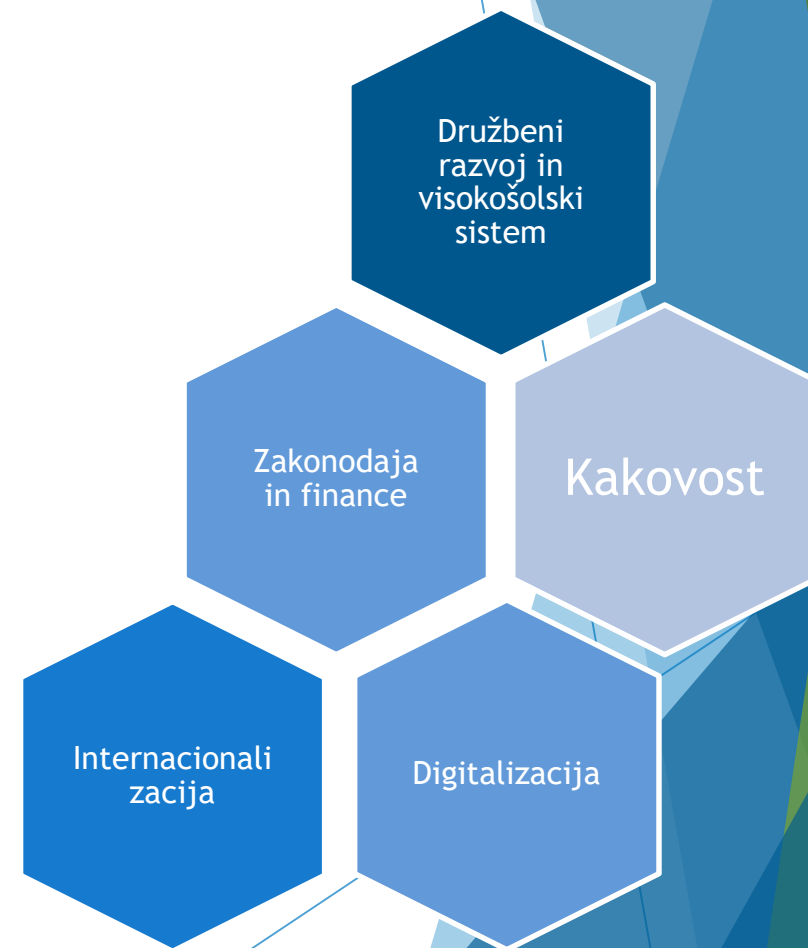 Družbeni
razvoj in
visokošolski
sistem
Zakonodaja
in finance
Kakovost
Internacionali
zacija
Digitalizacija